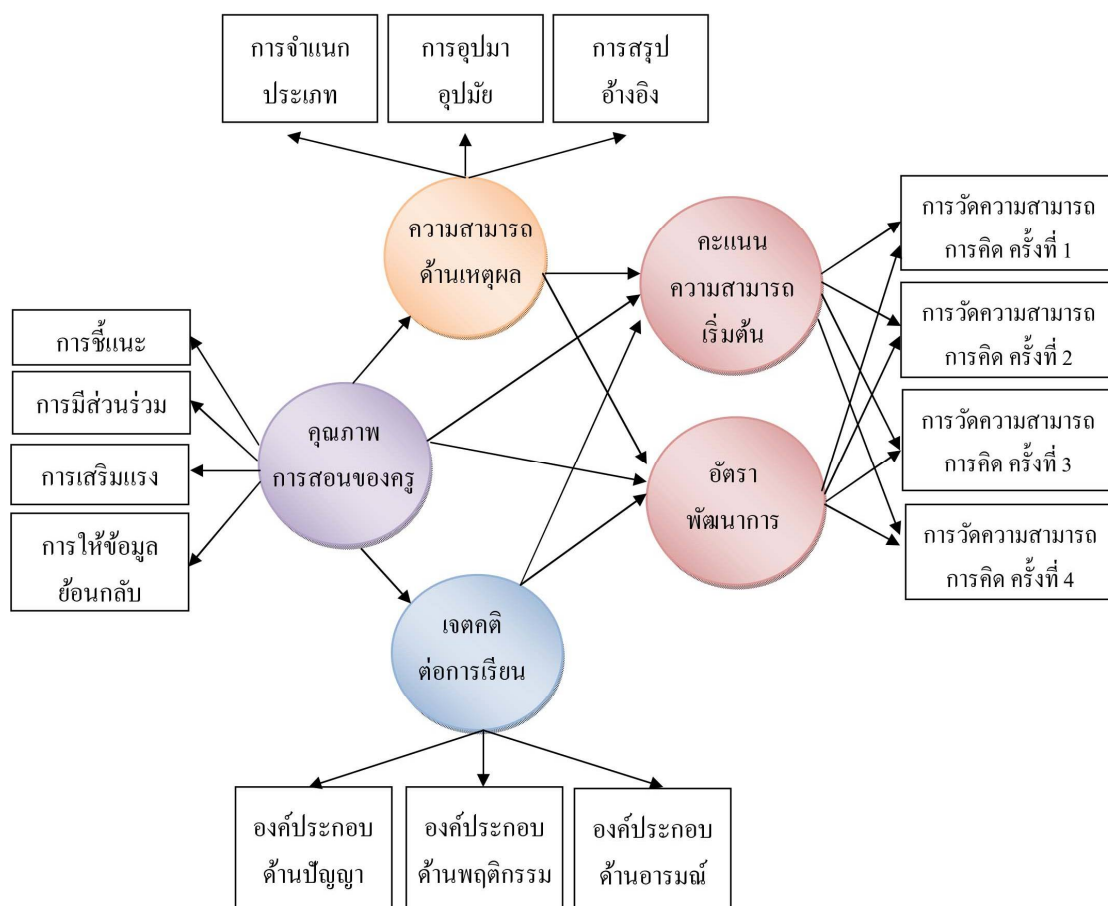 การจำแนก
ประเภท
การอุปมา
อุปมัย
การสรุป
อ้างอิง
ความสามารถ
ด้านเหตุผล
คะแนน
ความสามารถ
เริ่มต้น
การวัดความสามารถ
การคิด ครั้งที่ 1
การวัดความสามารถ
การคิด ครั้งที่ 2
การวัดความสามารถ
การคิด ครั้งที่ 3
การวัดความสามารถ
การคิด ครั้งที่ 4
การชี้แนะ
การมีส่วนร่วม
การเสริมแรง
การให้ข้อมูล
ย้อนกลับ
คุณภาพ
การสอนของครู
อัตรา
พัฒนาการ
เจตคติ
ต่อการเรียน
องค์ประกอบ
ด้านปัญญา
องค์ประกอบ
ด้านพฤติกรรม
องค์ประกอบ
ด้านอารมณ์